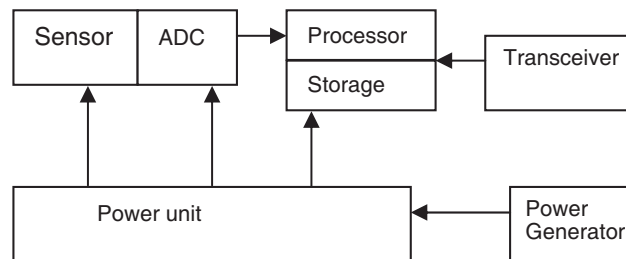 Sensor
ADC
Processor
Storage
Transceiver
Power unit
Power
Generator